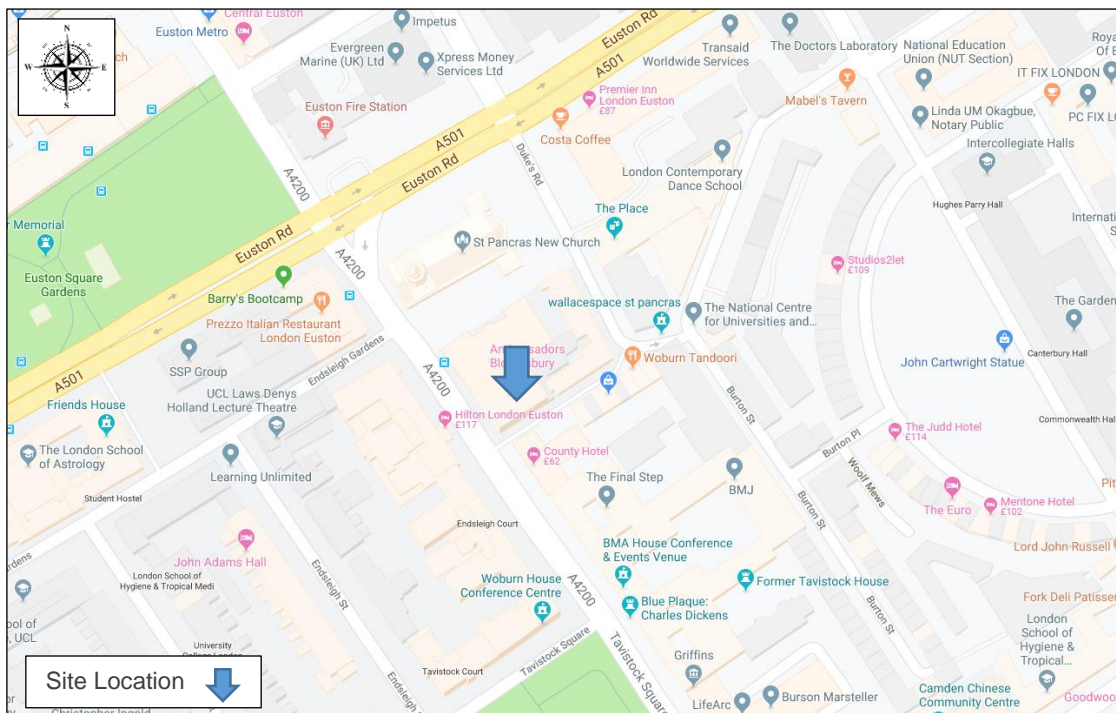 Central Euston
Euston Metro
N
W
E
S
Impetus
Evergreen
Marine (UK) Ltd
Xpress Money
Services Ltd
Euston Rd
A501
Transaid
Worldwide Services
The Doctors Laboratory
National Education
Union (NUT Section)
IT FIX LONDON
Premier Inn
London Euston
£87
Mabel's Tavern
Linda UM Okagbue,
Notary Public
PC FIX
Euston Fire Station
Costa Coffee
A501
Euston Rd
Intercollegiate Halls
A4200
Duke's Rd
London Contemporary
Dance School
Hughes Parry Hall
Memorial
The Place
Euston Rd
St Pancras New Church
Euston Square
Gardens
A4200
Studios2let
£109
Barry's Bootcamp
wallacespace st pancras
The National Centre
for Universities and...
The Garden
Prezzo Italian Restaurant
London Euston
John Cartwright Statue
Canterbury Hall
SSP Group
Endsleigh Gardens
Woburn Tandoori
A501
A4200
UCL Laws Denys
Holland Lecture Theatre
Friends House
Hilton London Euston
£117
Burton St
Commonwealth Hall
The Judd Hotel
£114
Burton Pl
The London School
of Astrology
County Hotel
£62
Learning Unlimited
The Final Step
BMJ
Woolf Mews
Student Hostel
Mentone Hotel
£102
The Euro
Endsleigh Court
Burton St
John Adams Hall
BMA House Conference
& Events Venue
Lord John Russell
London School of
Hygiene & Tropical Medi
Endsleigh St
Woburn House
Conference Centre
A4200
Former Tavistock House
Blue Plaque:
Charles Dickens
Burton St
Fork Deli Patisser
London
School of
Hygiene &
Tropical...
UCL
University
Tavistock Square
Tavistock Square
Griffins
Tavistock Court
Endsleigh
Site Location
LifeArc
Burson Marsteller
Camden Chinese
Community Centre
Goodwoo